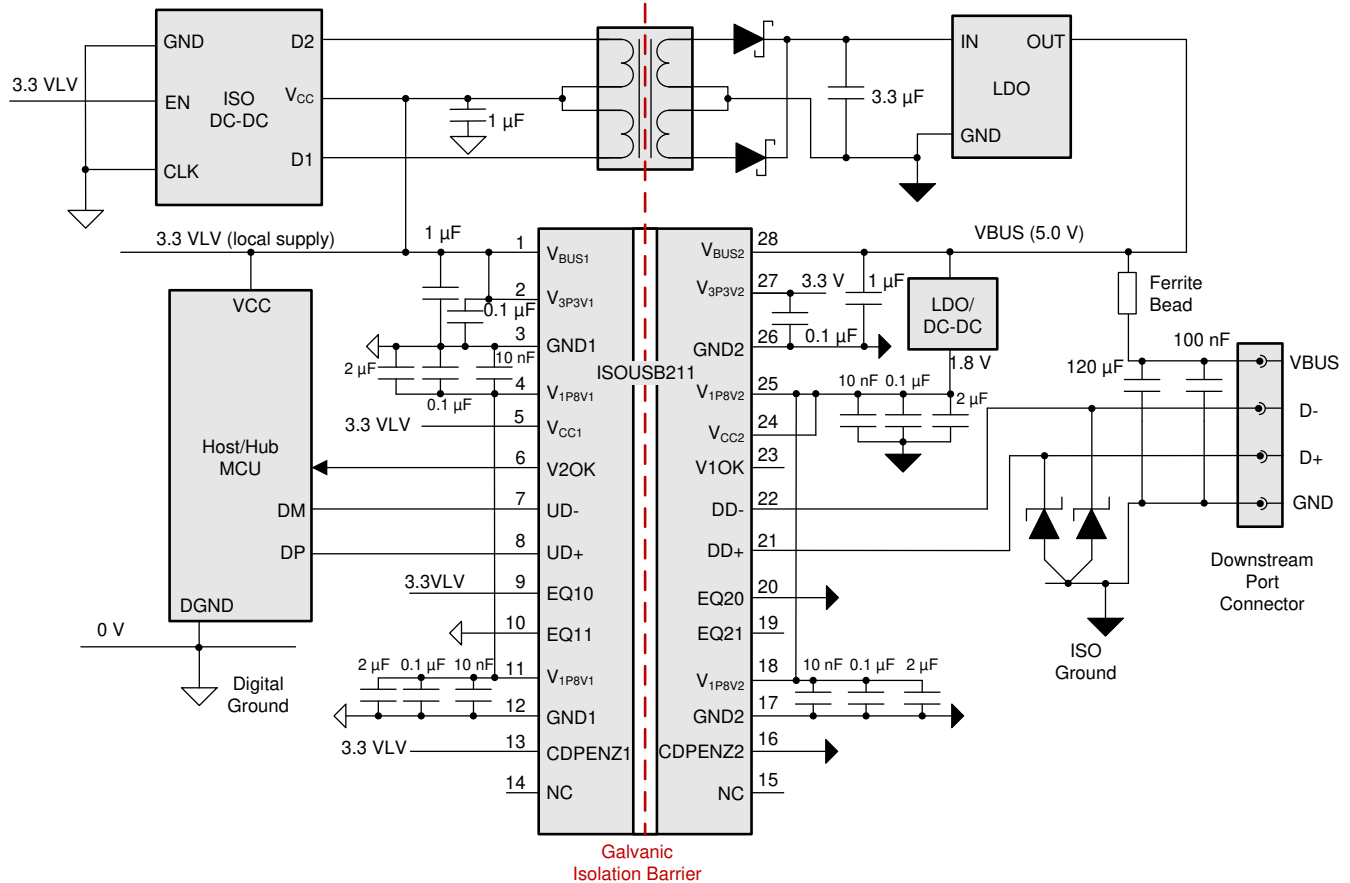 GND
D2
3.3 VLV
EN
ISO
DC-DC
VCC
1 µF
CLK
D1
3.3 µF
IN
OUT
LDO
GND
3.3 VLV (local supply)
VCC
Host/Hub
MCU
DM
DP
DGND
0 V
Digital
Ground
1 µF
0.1 µF
2 µF
10 nF
0.1 µF
3.3 VLV
3.3VLV
2 µF
0.1 µF
10 nF
3.3 VLV
1
VBUS1
2
V3P3V1
3
GND1
4
V1P8V1
5
VCC1
6
V2OK
7
UD-
8
UD+
9
EQ10
10
EQ11
11
V1P8V1
12
GND1
13
CDPENZ1
14
NC
ISOUSB211
28
VBUS2
27
V3P3V2
26
GND2
25
V1P8V2
24
VCC2
23
V1OK
22
DD-
21
DD+
20
EQ20
19
EQ21
18
V1P8V2
17
GND2
16
CDPENZ2
15
NC
VBUS (5.0 V)
3.3 V
1 µF
0.1 µF
LDO/
DC-DC
1.8 V
10 nF
0.1 µF
2 µF
10 nF
0.1 µF
2 µF
Ferrite
Bead
100 nF
120 µF
VBUS
D-
D+
GND
Downstream
Port
Connector
ISO
Ground
Galvanic
Isolation Barrier